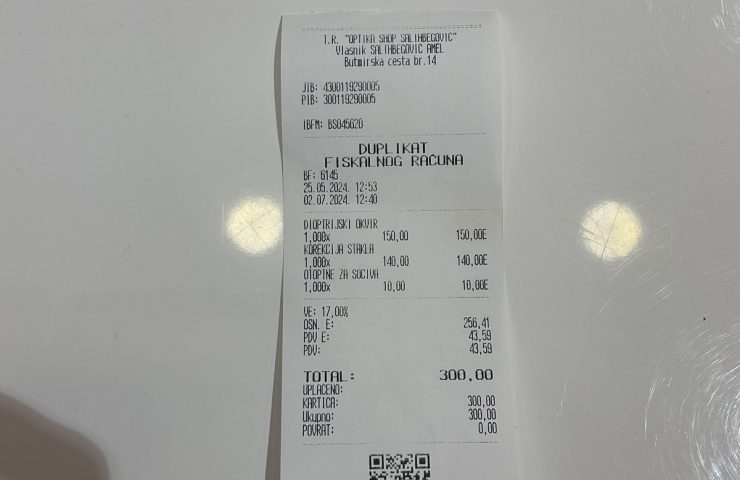 T.R. "OPTIKA SHOP SALIHBEGOVIC"
Vlasnik SALIHBEGOVIC AMEL
Butmirska cesta br.14
JIB: 4300119290005
PIB: 300119290005
IBFM: BS045620
DUPLIKAT
FISKALNOG RAČUNA
BF: 6145
25.05.2024. 12:53
02.07.2024. 12:40
DIOPTRIJSKI OKVIR
1,000x 150,00 150,00E
KOREKCIJA STAKLA
1,000x 140,00 140,00E
OTOPINE ZA SOCIVA
1,000x 10,00 10,00E
VE: 17,00%
OSN. E: 256,41
PDV E: 43,59
PDV: 43,59
TOTAL: 300,00
UPLAĆENO:
KARTICA: 300,00
Ukupno: 300,00
POVRAT: 0,00